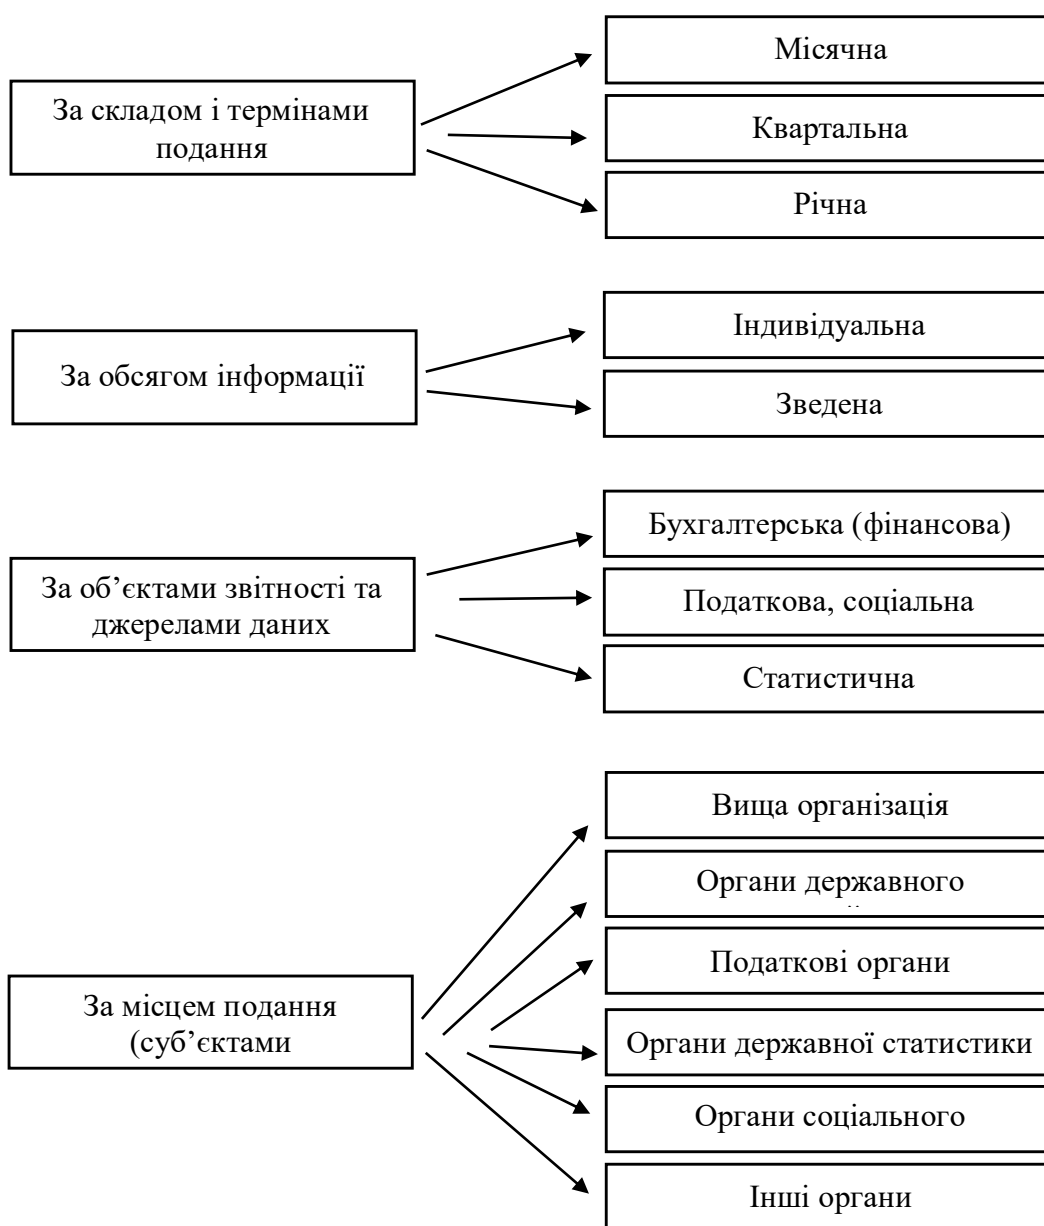 За складом і термінами
подання
Місячна
Квартальна
Річна
За обсягом інформації
Індивідуальна
Зведена
За об’єктами звітності та
джерелами даних
Бухгалтерська (фінансова)
Податкова, соціальна
Статистична
За місцем подання
(суб’єктами
Вища організація
Органи державного
Податкові органи
Органи державної статистики
Органи соціального
Інші органи